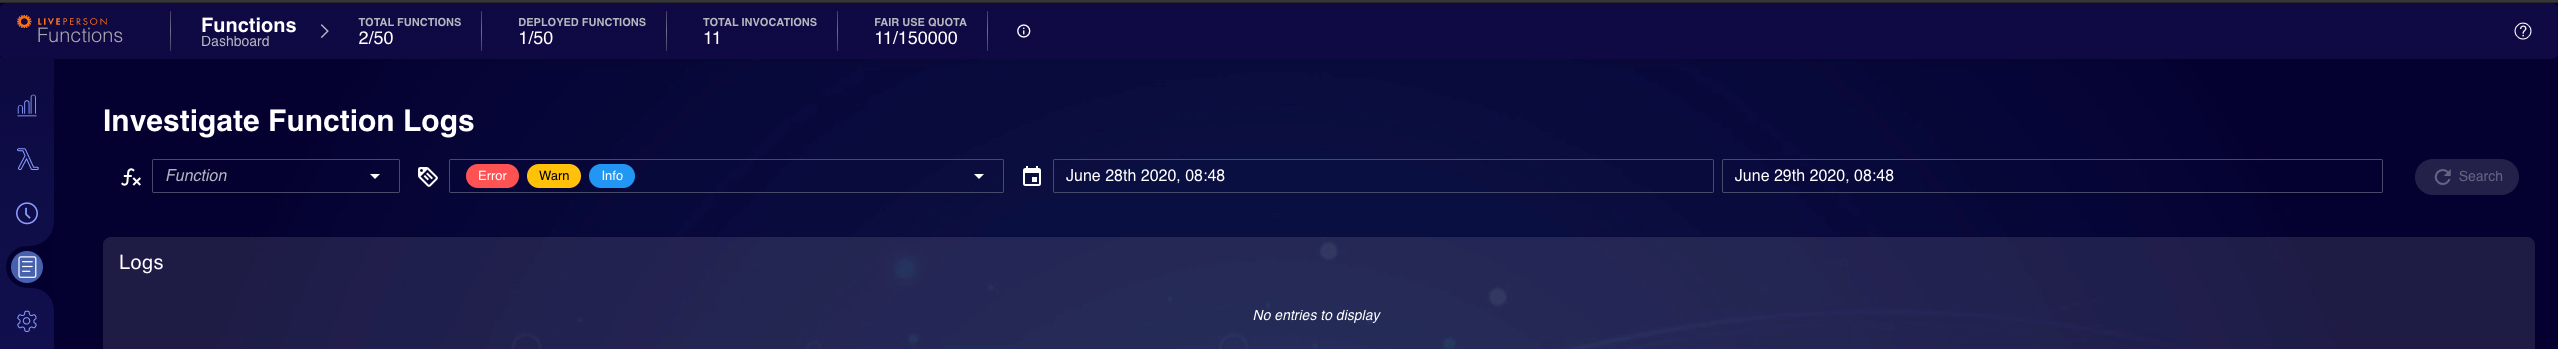 LIVEPERSON
Functions
Functions
Dashboard
TOTAL FUNCTIONS
2/50
DEPLOYED FUNCTIONS
1/50
TOTAL INVOCATIONS
11
FAIR USE QUOTA
11/150000
Investigate Function Logs
Function
Error Warn Info
June 28th 2020, 08:48
June 29th 2020, 08:48
Search
Logs
No entries to display